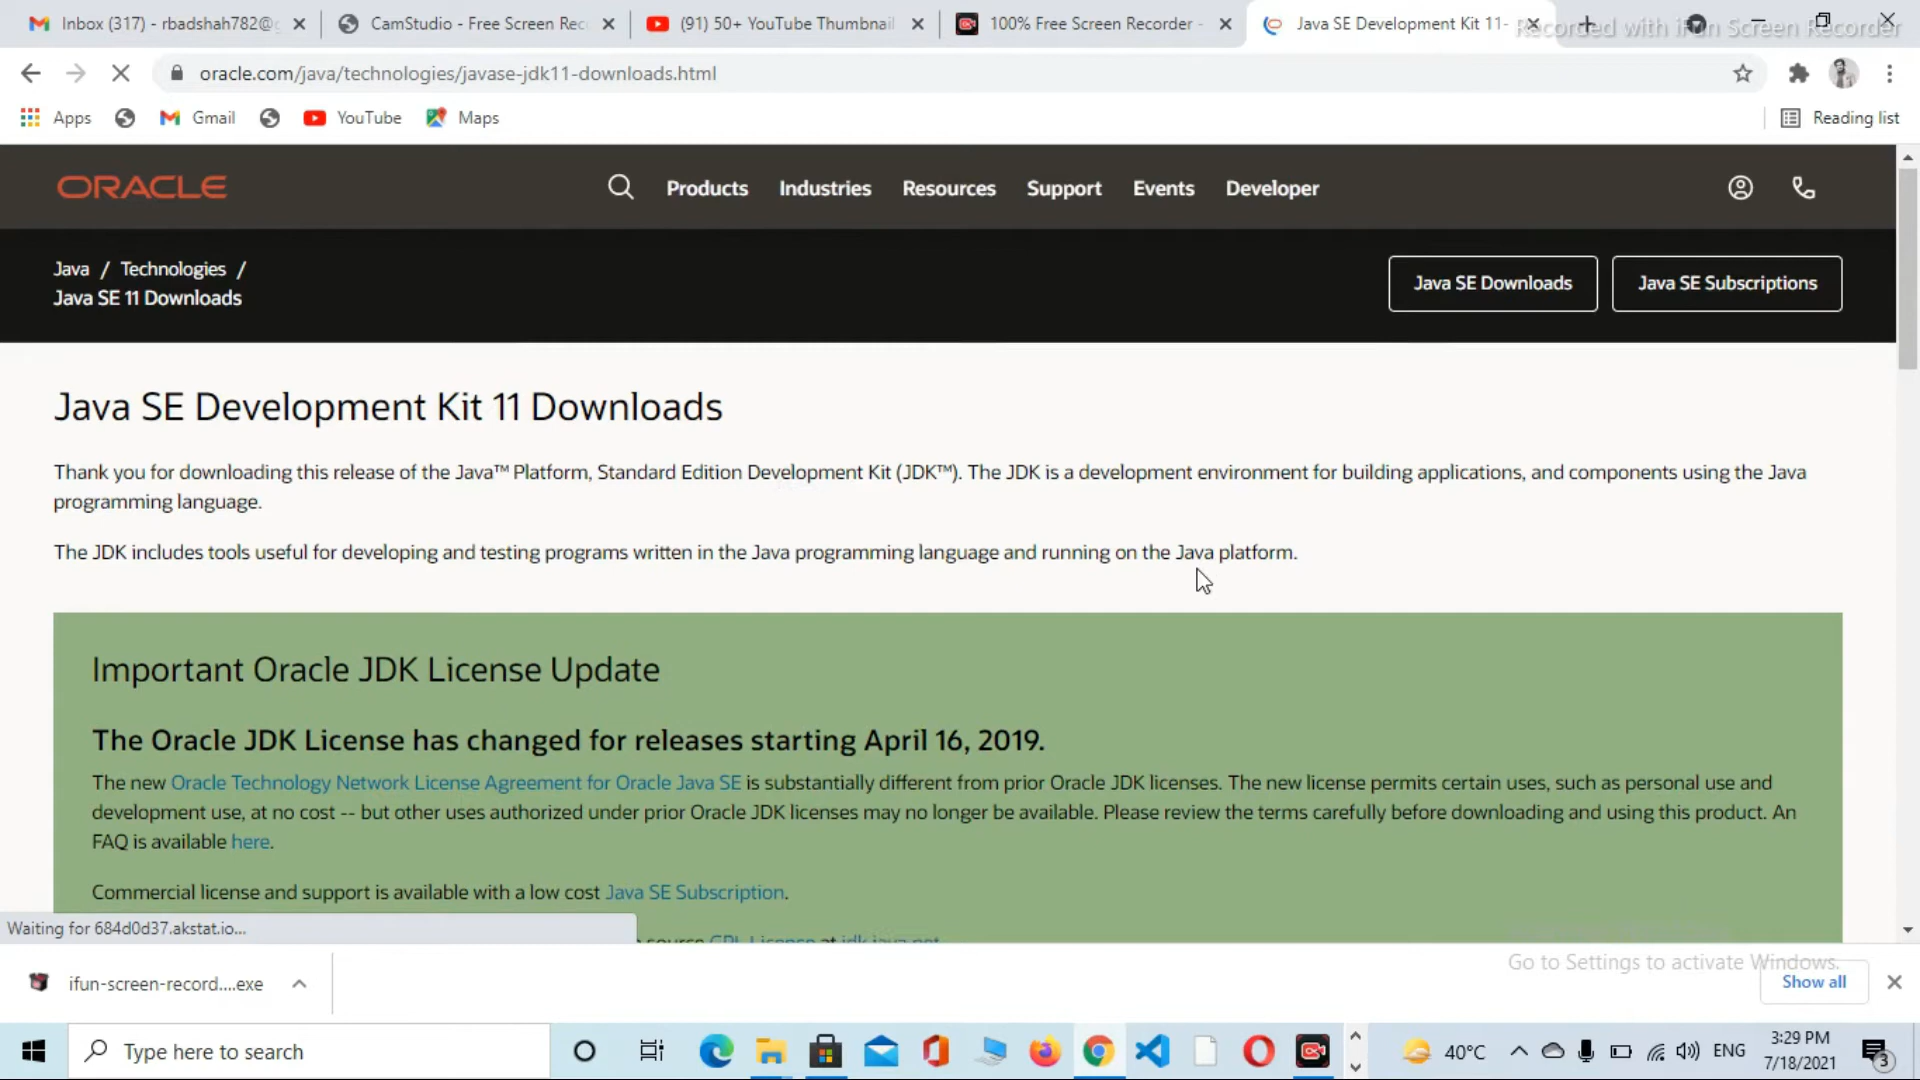 Inbox (317) - rbadshah782@
CamStudio - Free Screen Rec
(91) 50+ YouTube Thumbnail
100% Free Screen Recorder -
Java SE Development Kit 11-
Recorded with iFun Screen Recorder
oracle.com/java/technologies/javase-jdk11-downloads.html
Apps
Gmail
YouTube
Maps
Reading list
ORACLE
Products
Industries
Resources
Support
Events
Developer
Java / Technologies /
Java SE 11 Downloads
Java SE Downloads
Java SE Subscriptions
Java SE Development Kit 11 Downloads
Thank you for downloading this release of the Java™ Platform, Standard Edition Development Kit (JDK™). The JDK is a development environment for building applications, and components using the Java
programming language.
The JDK includes tools useful for developing and testing programs written in the Java programming language and running on the Java platform.
Important Oracle JDK License Update
The Oracle JDK License has changed for releases starting April 16, 2019.
The new Oracle Technology Network License Agreement for Oracle Java SE is substantially different from prior Oracle JDK licenses. The new license permits certain uses, such as personal use and
development use, at no cost -- but other uses authorized under prior Oracle JDK licenses may no longer be available. Please review the terms carefully before downloading and using this product. An
FAQ is available here.
Commercial license and support is available with a low cost Java SE Subscription.
source GPL License at jdk.java.net
Waiting for 684d0d37.akstat.io...
Go to Settings to activate Windows.
ifun-screen-record....exe
Show all
Type here to search
40°C
ENG
3:29 PM
7/18/2021
3